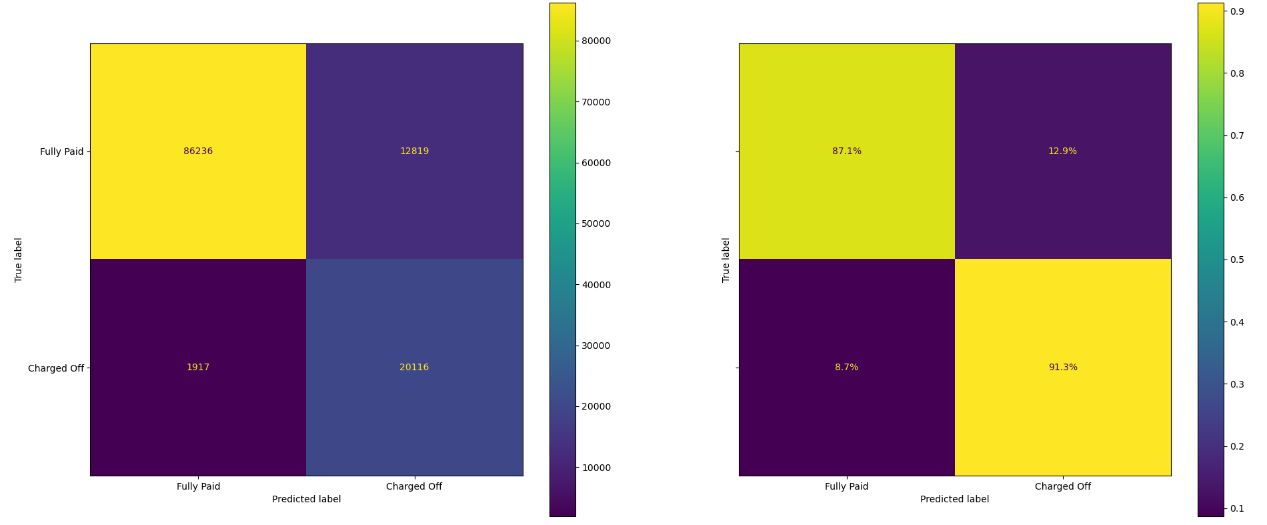 80000
70000
60000
50000
40000
30000
20000
10000
Fully Paid
Charged Off
True label
86236
12819
1917
20116
Fully Paid
Charged Off
Predicted label
0.9
0.8
0.7
0.6
0.5
0.4
0.3
0.2
0.1
True label
87.1%
12.9%
8.7%
91.3%
Fully Paid
Charged Off
Predicted label